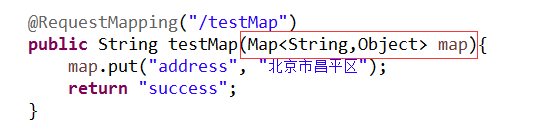 @RequestMapping("/testMap")
public String testMap(Map<String,Object> map){
map.put("address", "北京市昌平区");
return "success";
}